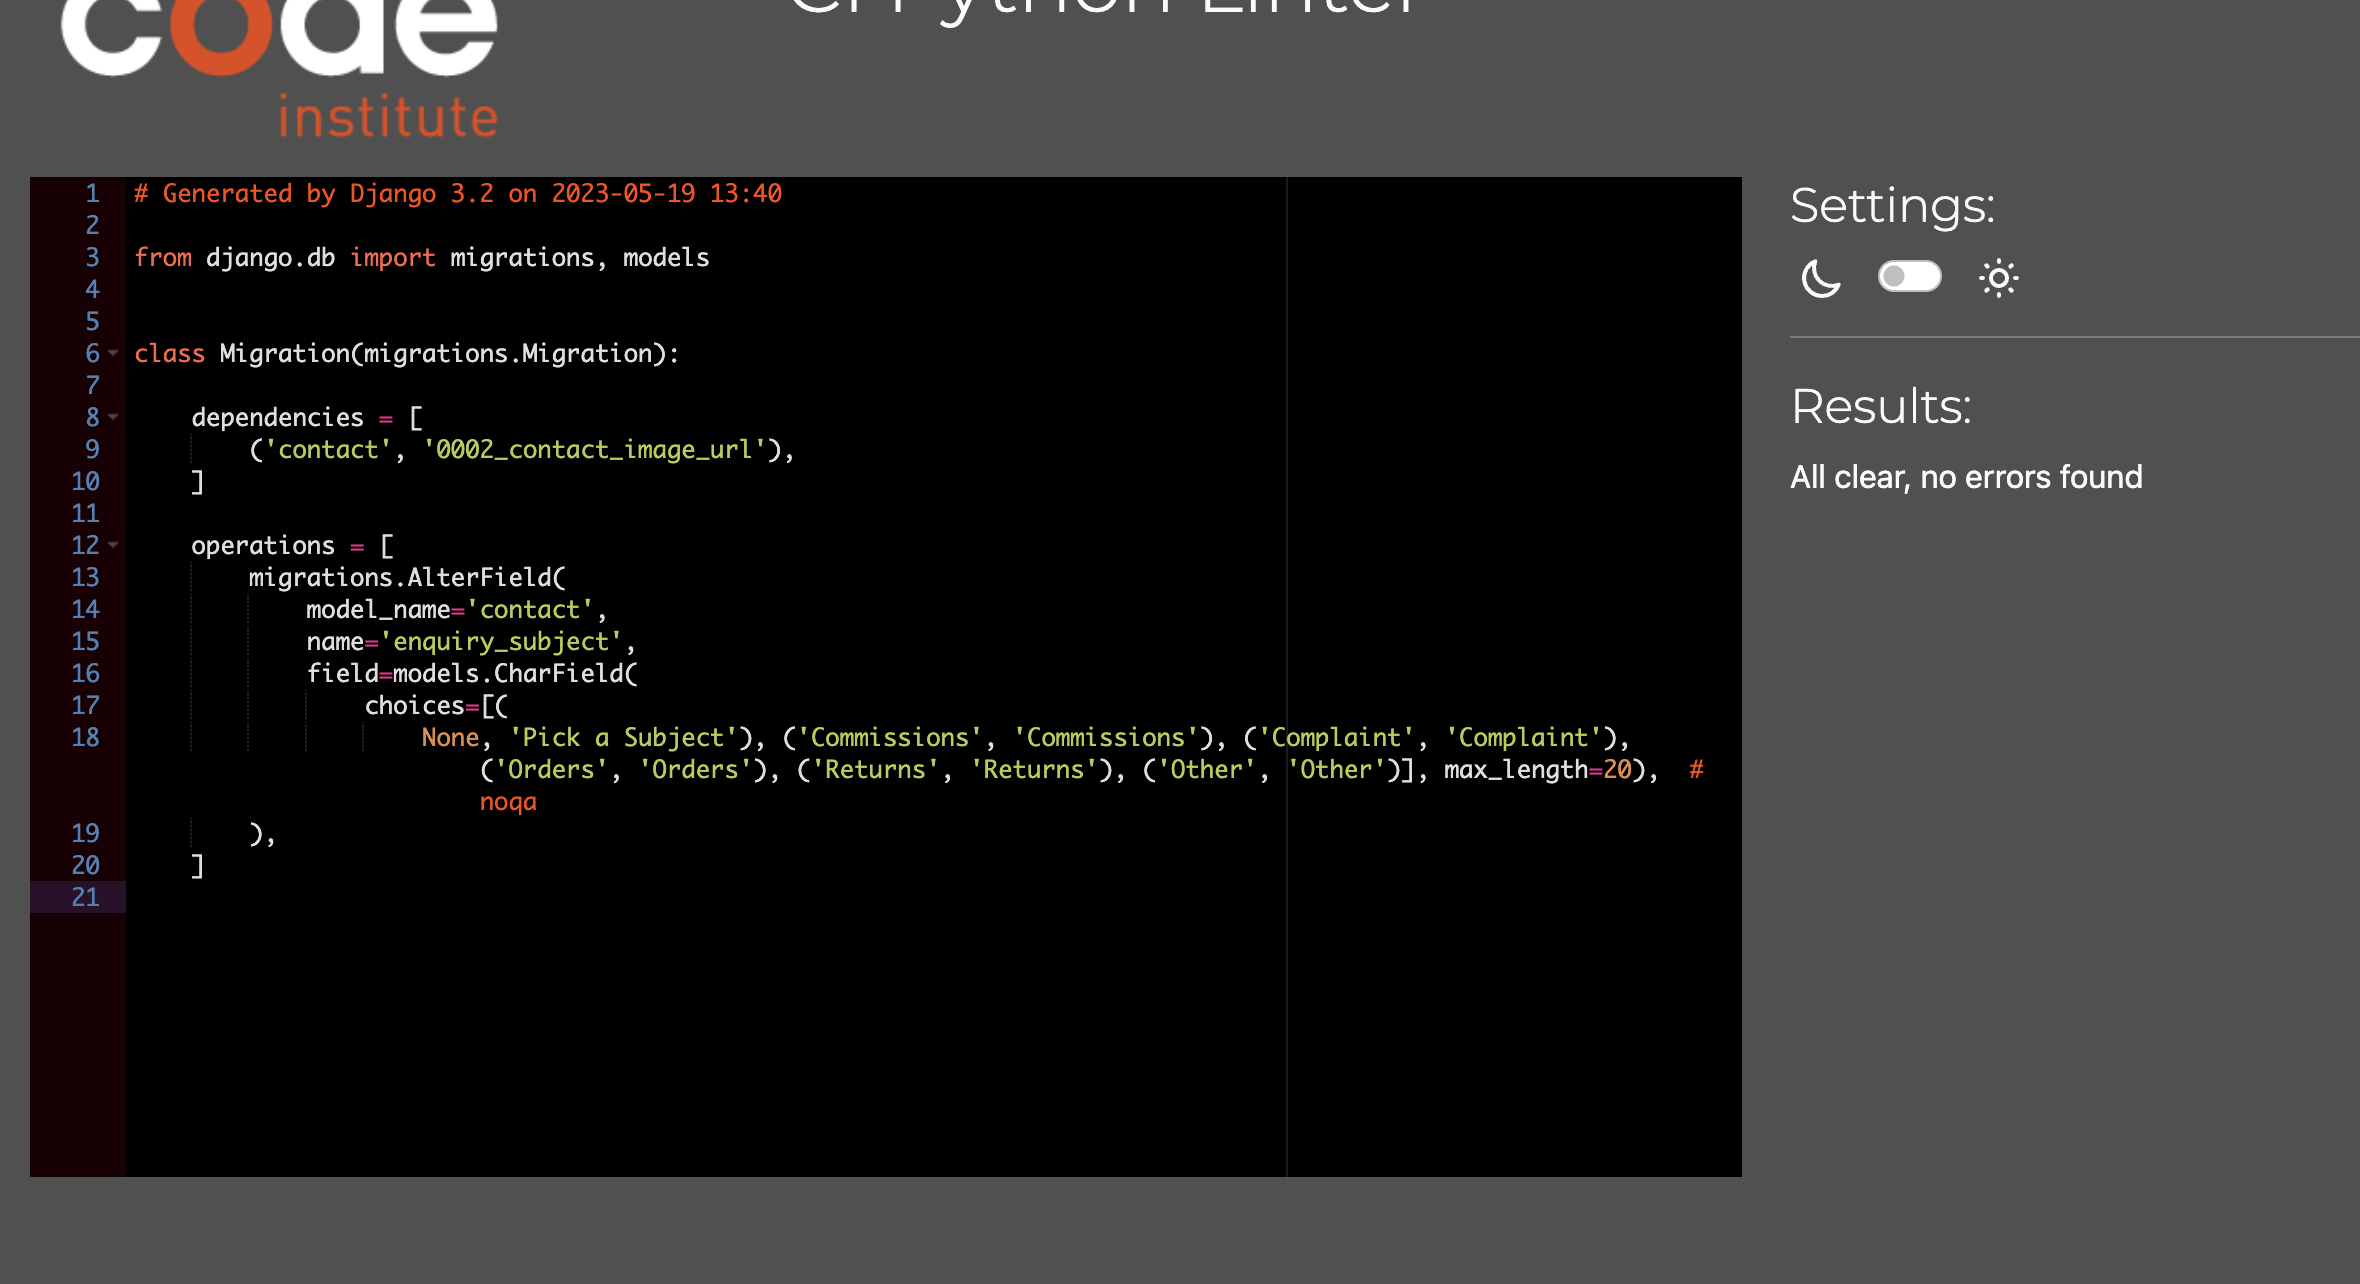 code
institute
CI Python Linter
1 # Generated by Django 3.2 on 2023-05-19 13:40
2
3 from django.db import migrations, models
4
5
6 class Migration(migrations.Migration):
7
8     dependencies = [
9         ('contact', '0002_contact_image_url'),
10     ]
11
12     operations = [
13         migrations.AlterField(
14             model_name='contact',
15             name='enquiry_subject',
16             field=models.CharField(
17                 choices=[(
18                     None, 'Pick a Subject'), ('Commissions', 'Commissions'), ('Complaint', 'Complaint'),
('Orders', 'Orders'), ('Returns', 'Returns'), ('Other', 'Other')], max_length=20),  #
noqa
19         ),
20     ]
21
Settings:
Results:
All clear, no errors found